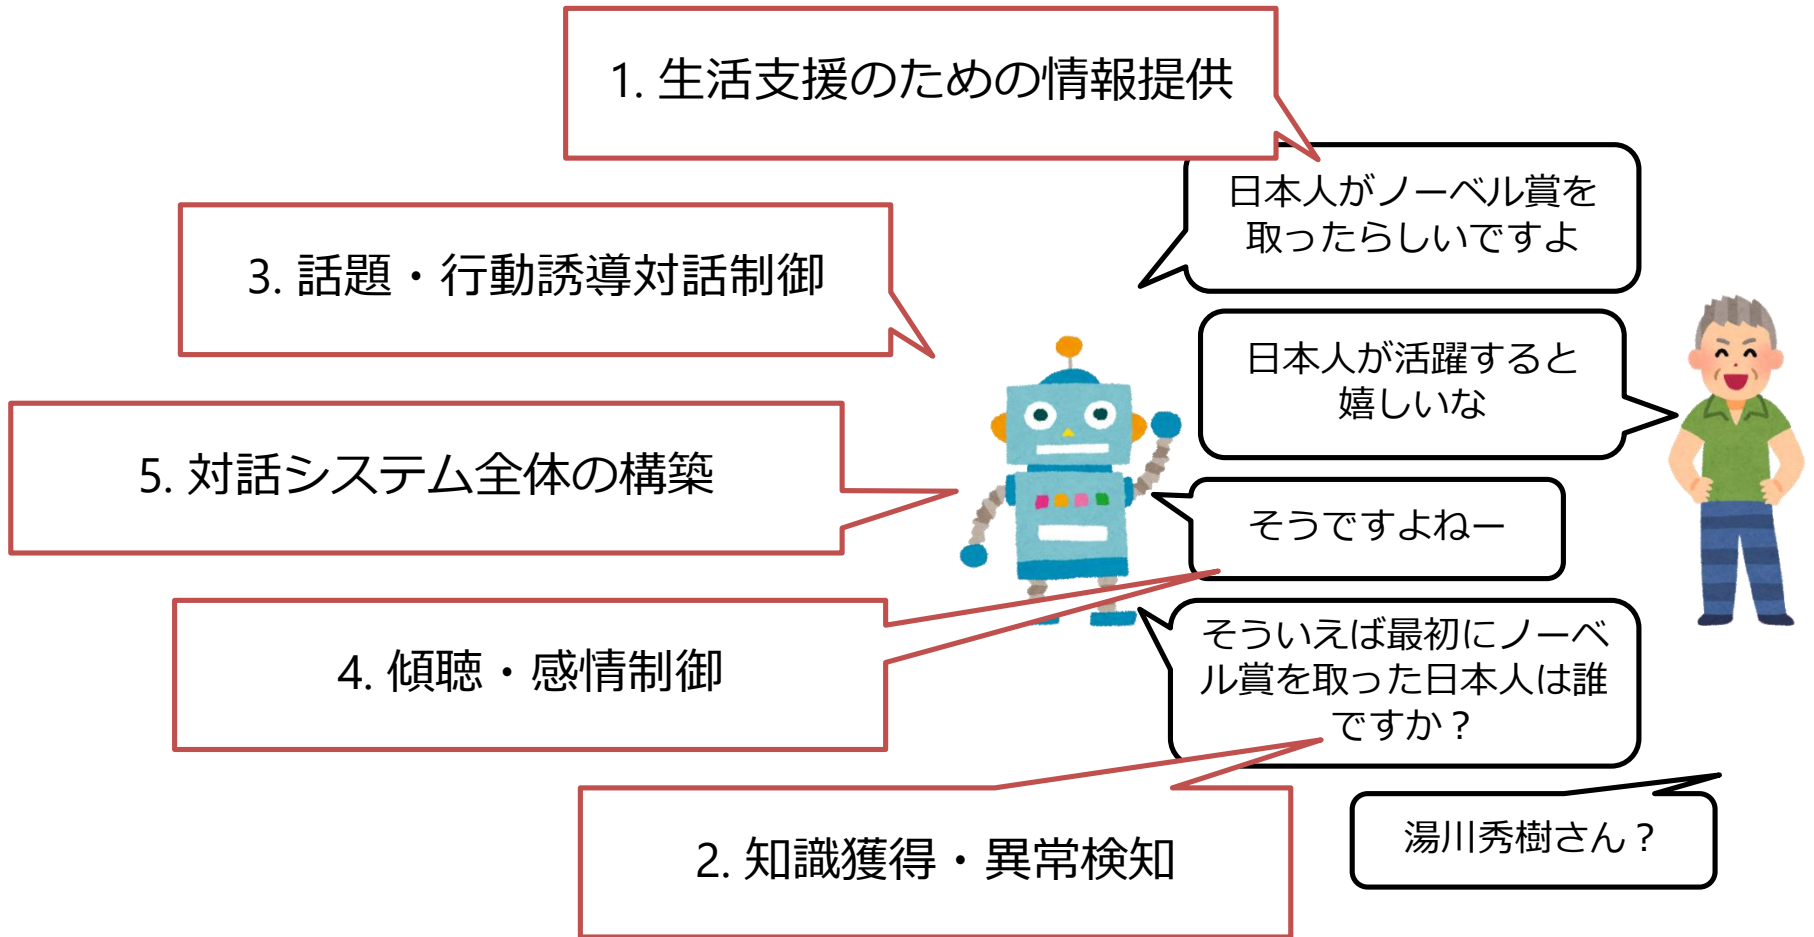 1. 生活支援のための情報提供
日本人がノーベル賞を
取ったらしいですよ
3. 話題・行動誘導対話制御
日本人が活躍すると
嬉しいな
5. 対話システム全体の構築
そうですよねー
4. 傾聴・感情制御
そういえば最初にノーベ
ル賞を取った日本人は誰
ですか？
2. 知識獲得・異常検知
湯川秀樹さん？